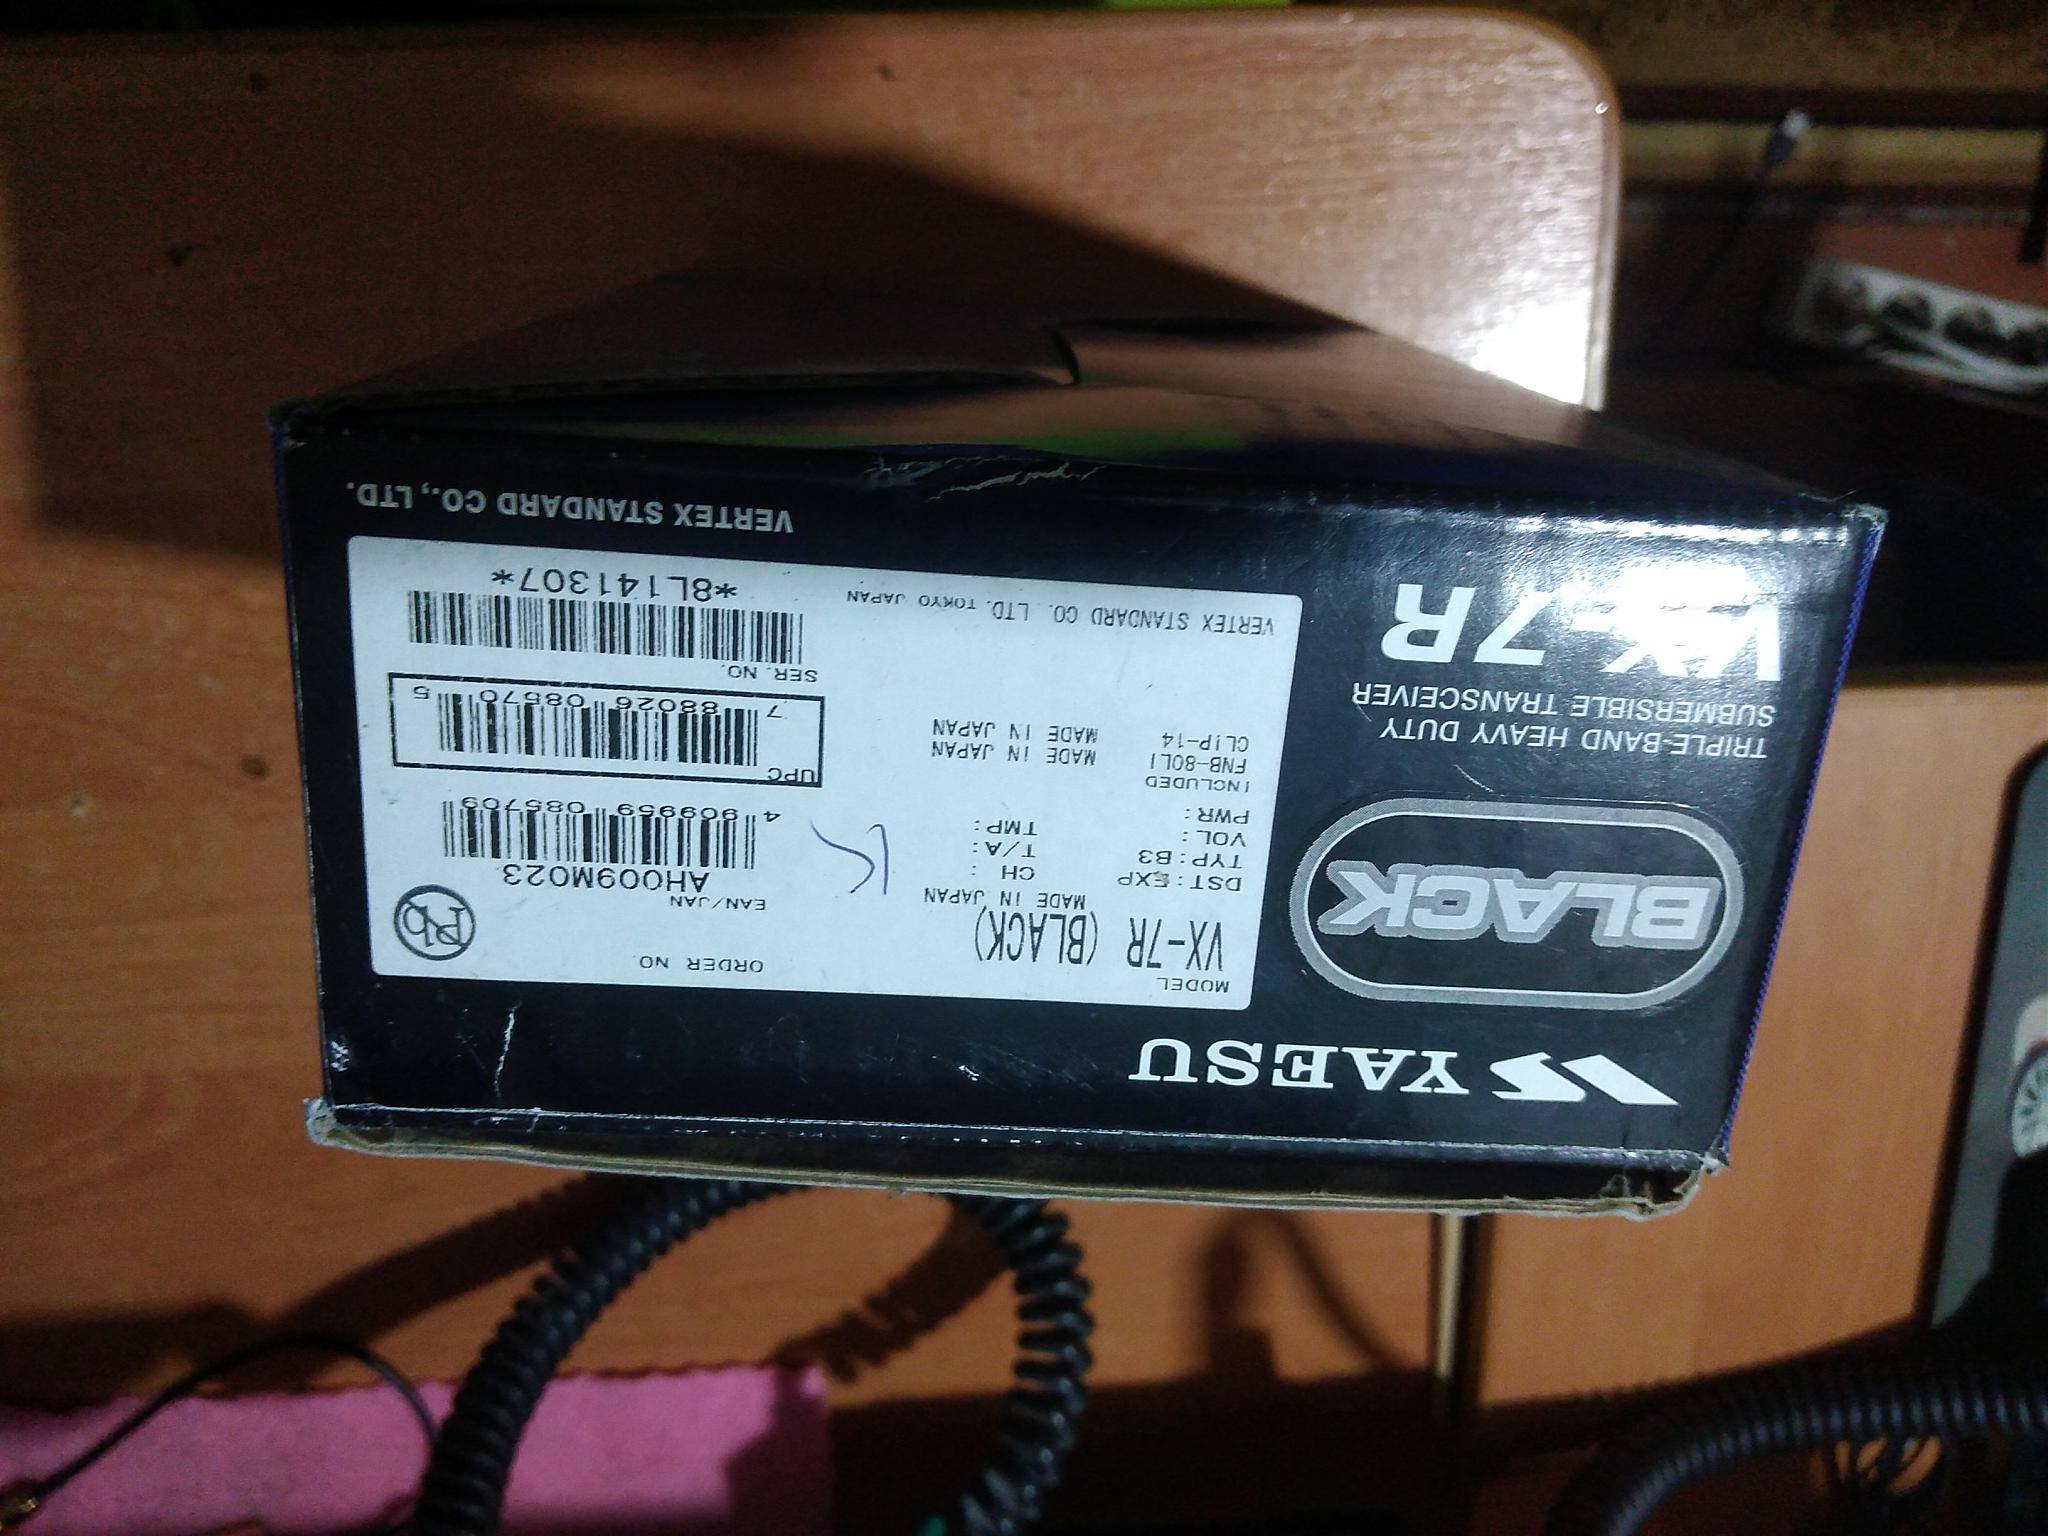 YAESU
BLACK
TRIPLE-BAND HEAVY DUTY
SUBMERSIBLE TRANSCEIVER
VX-7R
MODEL
VX-7R (BLACK)
MADE IN JAPAN
DST:EXP CH :
TYP:B3 T/A:
VOL: TMP:
PWR:
INCLUDED
FNB-80LI MADE IN JAPAN
CLIP-14 MADE IN JAPAN
VERTEX STANDARD CO. LTD. TOKYO JAPAN
K
ORDER NO.
Pb
EAN/JAN
AH009M023
4 909959 085709
UPC
7 88026 08570 5
SER. NO.
*8L141307*
VERTEX STANDARD CO., LTD.